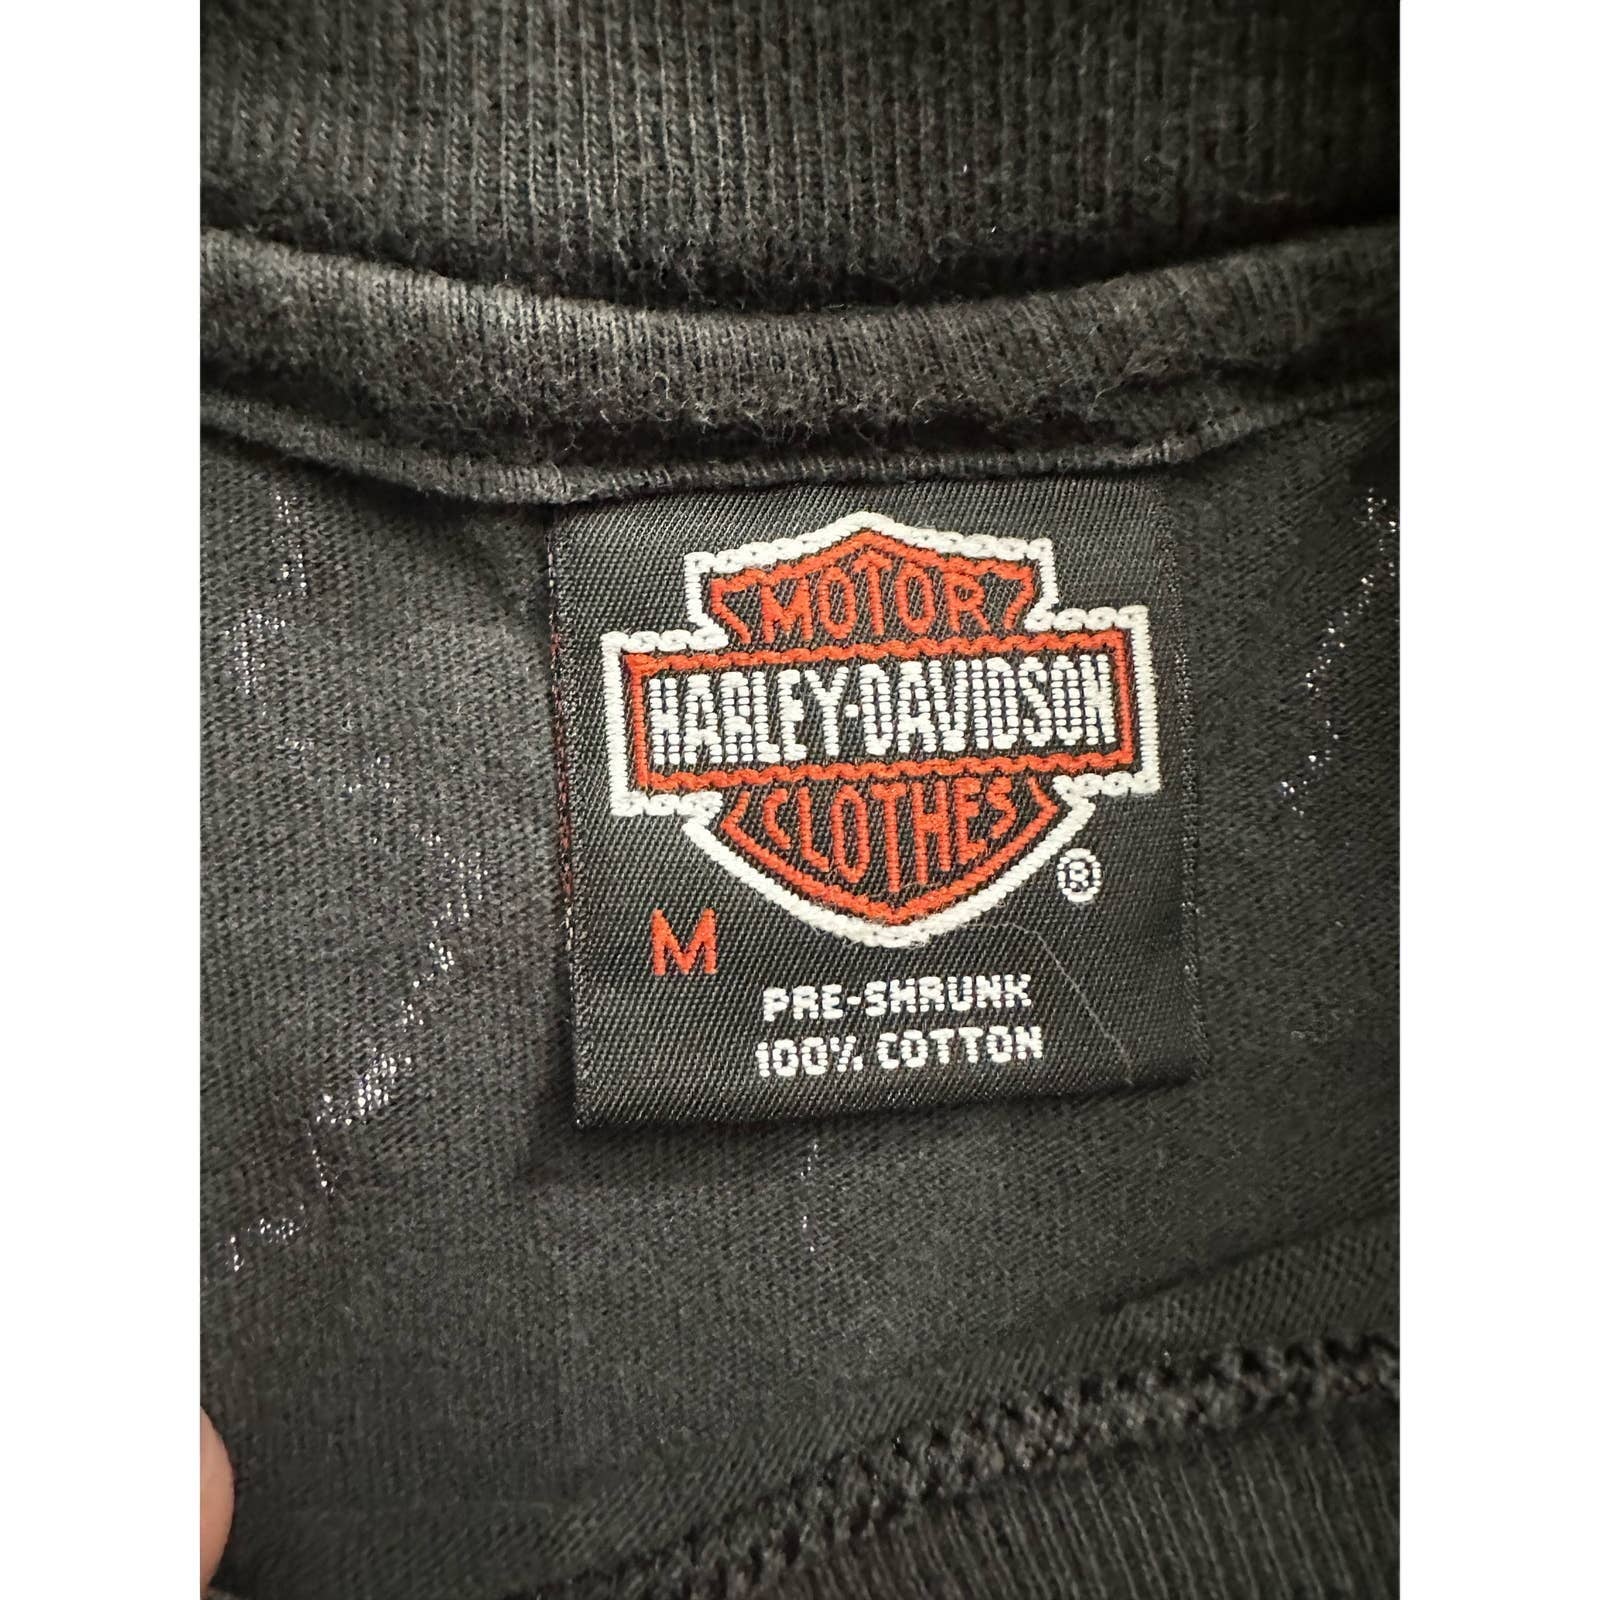 MOTOR
HARLEY-DAVIDSON
CLOTHES
®
M
PRE-SHRUNK
100% COTTON